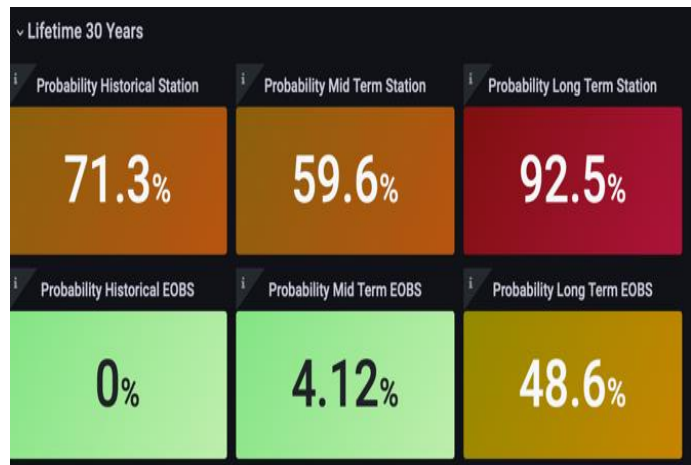 Lifetime 30 Years
Probability Historical Station
Probability Mid Term Station
Probability Long Term Station
71.3%
59.6%
92.5%
Probability Historical EOBS
Probability Mid Term EOBS
Probability Long Term EOBS
0%
4.12%
48.6%